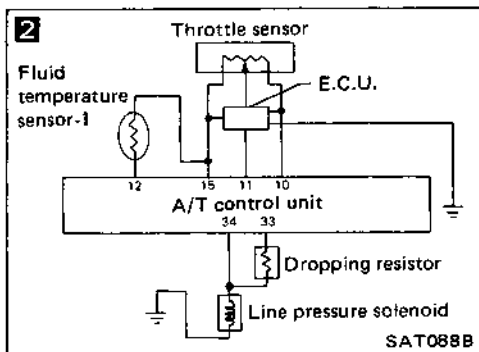 2
Throttle sensor
Fluid
temperature
sensor-1
E.C.U.
12 15 11 10
A/T control unit
34 33
Dropping resistor
Line pressure solenoid
SAT088B